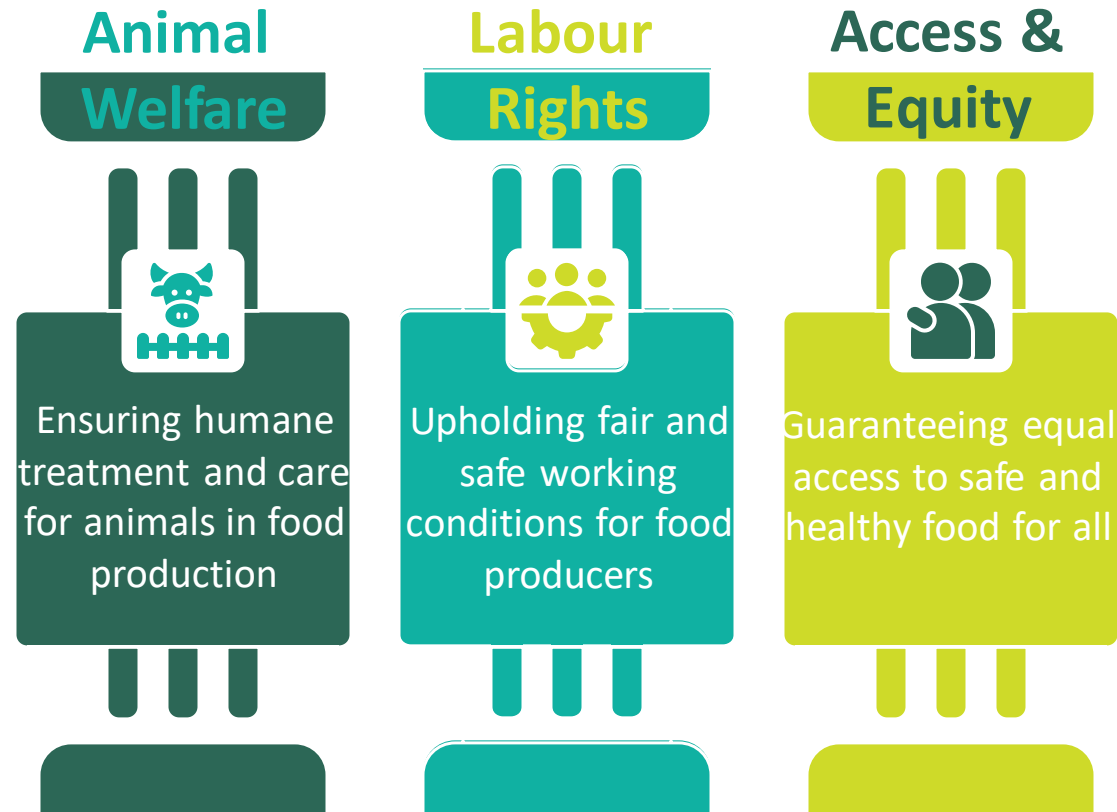 Animal
Welfare
Ensuring humane
treatment and care
for animals in food
production
Labour
Rights
Upholding fair and
safe working
conditions for food
producers
Access &
Equity
Guaranteeing equal
access to safe and
healthy food for all